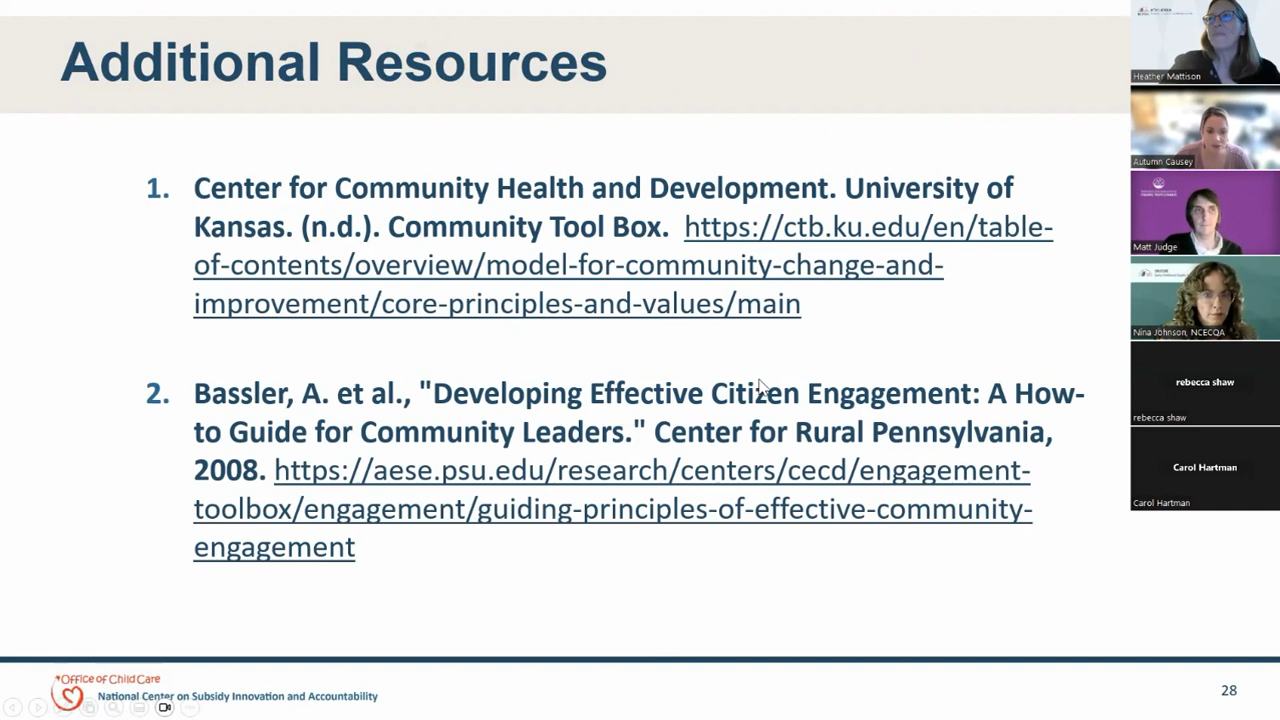 Additional Resources
1. Center for Community Health and Development. University of
Kansas. (n.d.). Community Tool Box. https://ctb.ku.edu/en/table-
of-contents/overview/model-for-community-change-and-
improvement/core-principles-and-values/main
2. Bassler, A. et al., "Developing Effective Citizen Engagement: A How-
to Guide for Community Leaders." Center for Rural Pennsylvania,
2008. https://aese.psu.edu/research/centers/cecd/engagement-
toolbox/engagement/guiding-principles-of-effective-community-
engagement
Office of Child Care
National Center on Subsidy Innovation and Accountability
28
Heather Mattison
Autumn Causey
Matt Judge
Nina Johnson, NCECQA
rebecca shaw
rebecca shaw
Carol Hartman
Carol Hartman